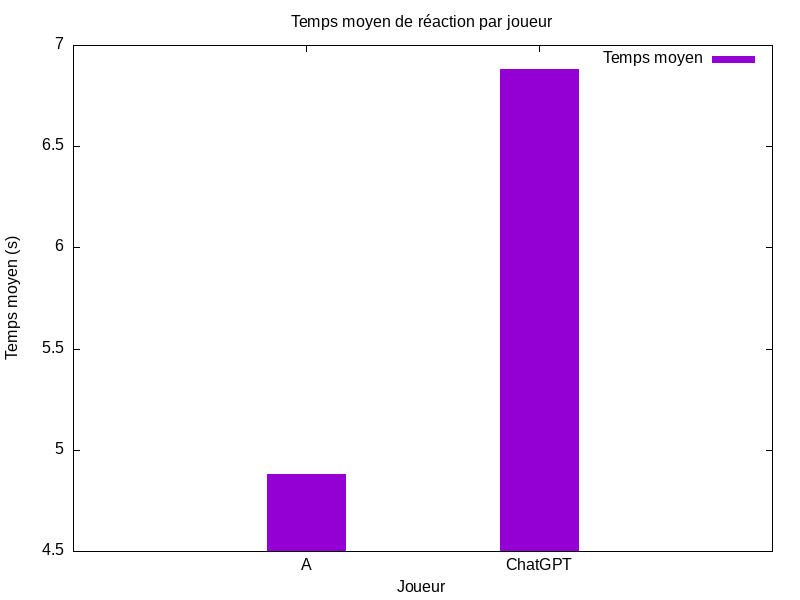 Temps moyen de réaction par joueur
7
6.5
6
5.5
5
4.5
Temps moyen (s)
Temps moyen
A
ChatGPT
Joueur